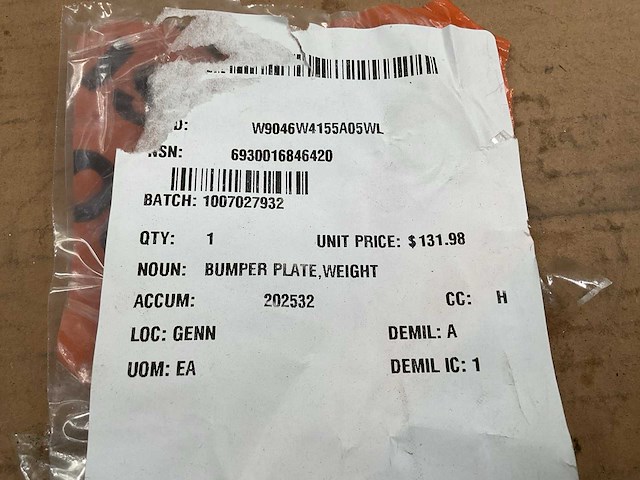 D: W9046W4155A05WL
NSN: 6930016846420
BATCH: 1007027932
QTY: 1 UNIT PRICE: $131.98
NOUN: BUMPER PLATE,WEIGHT
ACCUM: 202532 CC: H
LOC: GENN DEMIL: A
UOM: EA DEMIL IC: 1